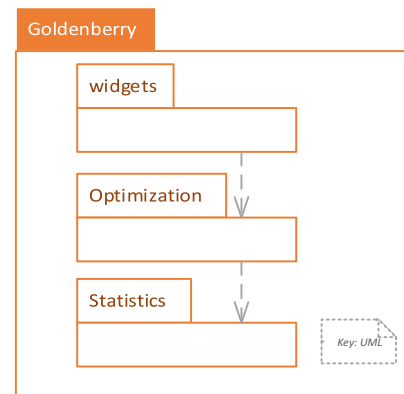 Goldenberry
widgets
Optimization
Statistics
Key: UML